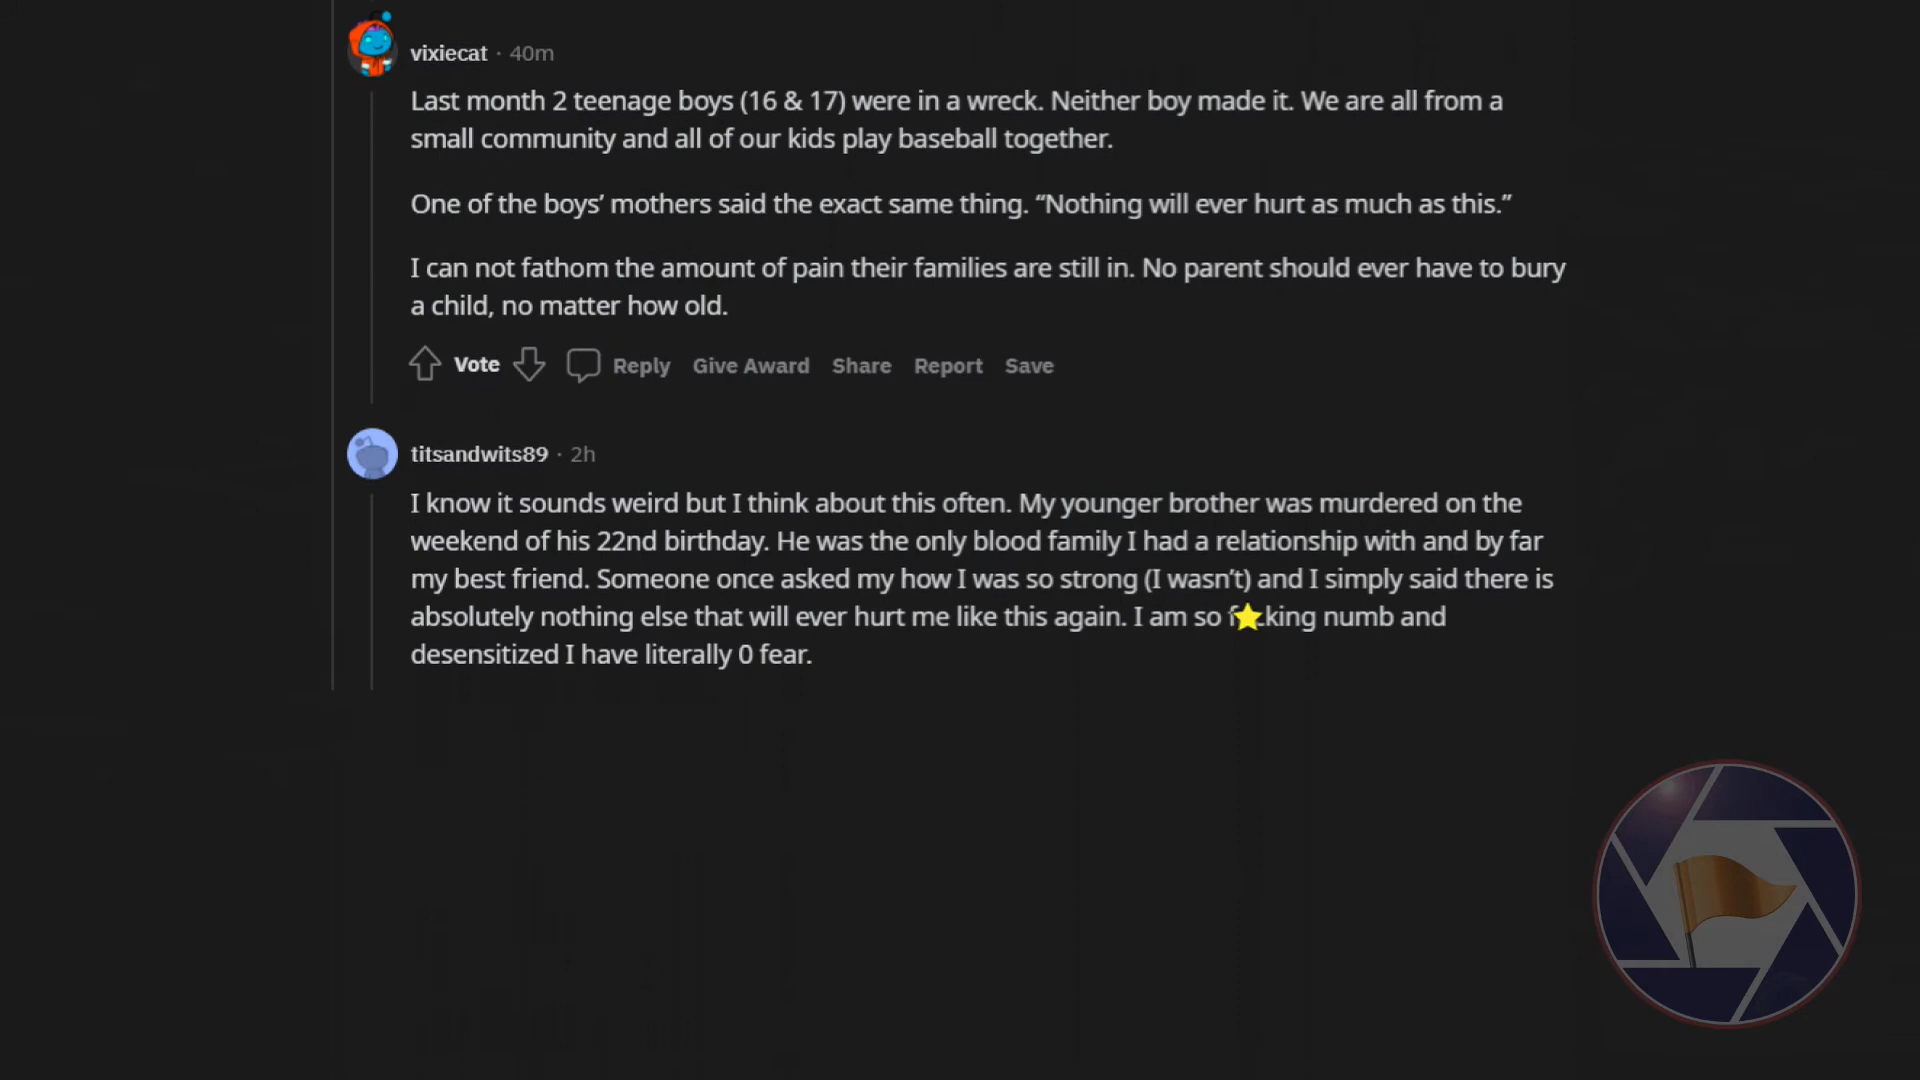 vixiecat · 40m
Last month 2 teenage boys (16 & 17) were in a wreck. Neither boy made it. We are all from a
small community and all of our kids play baseball together.
One of the boys’ mothers said the exact same thing. “Nothing will ever hurt as much as this.”
I can not fathom the amount of pain their families are still in. No parent should ever have to bury
a child, no matter how old.
Vote Reply Give Award Share Report Save
titsandwits89 · 2h
I know it sounds weird but I think about this often. My younger brother was murdered on the
weekend of his 22nd birthday. He was the only blood family I had a relationship with and by far
my best friend. Someone once asked my how I was so strong (I wasn’t) and I simply said there is
absolutely nothing else that will ever hurt me like this again. I am so f⭐king numb and
desensitized I have literally 0 fear.